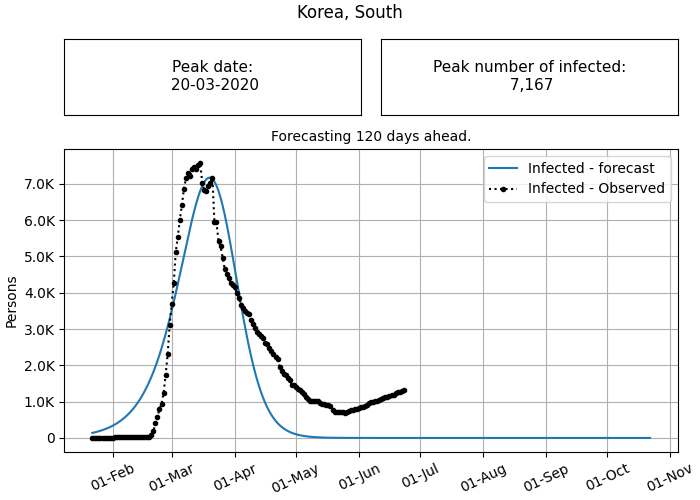 Korea, South
Peak date:
20-03-2020
Peak number of infected:
7,167
Forecasting 120 days ahead.
Infected - forecast
Infected - Observed
7.0K
6.0K
5.0K
4.0K
3.0K
2.0K
1.0K
0
Persons
01-Feb
01-Mar
01-Apr
01-May
01-Jun
01-Jul
01-Aug
01-Sep
01-Oct
01-Nov